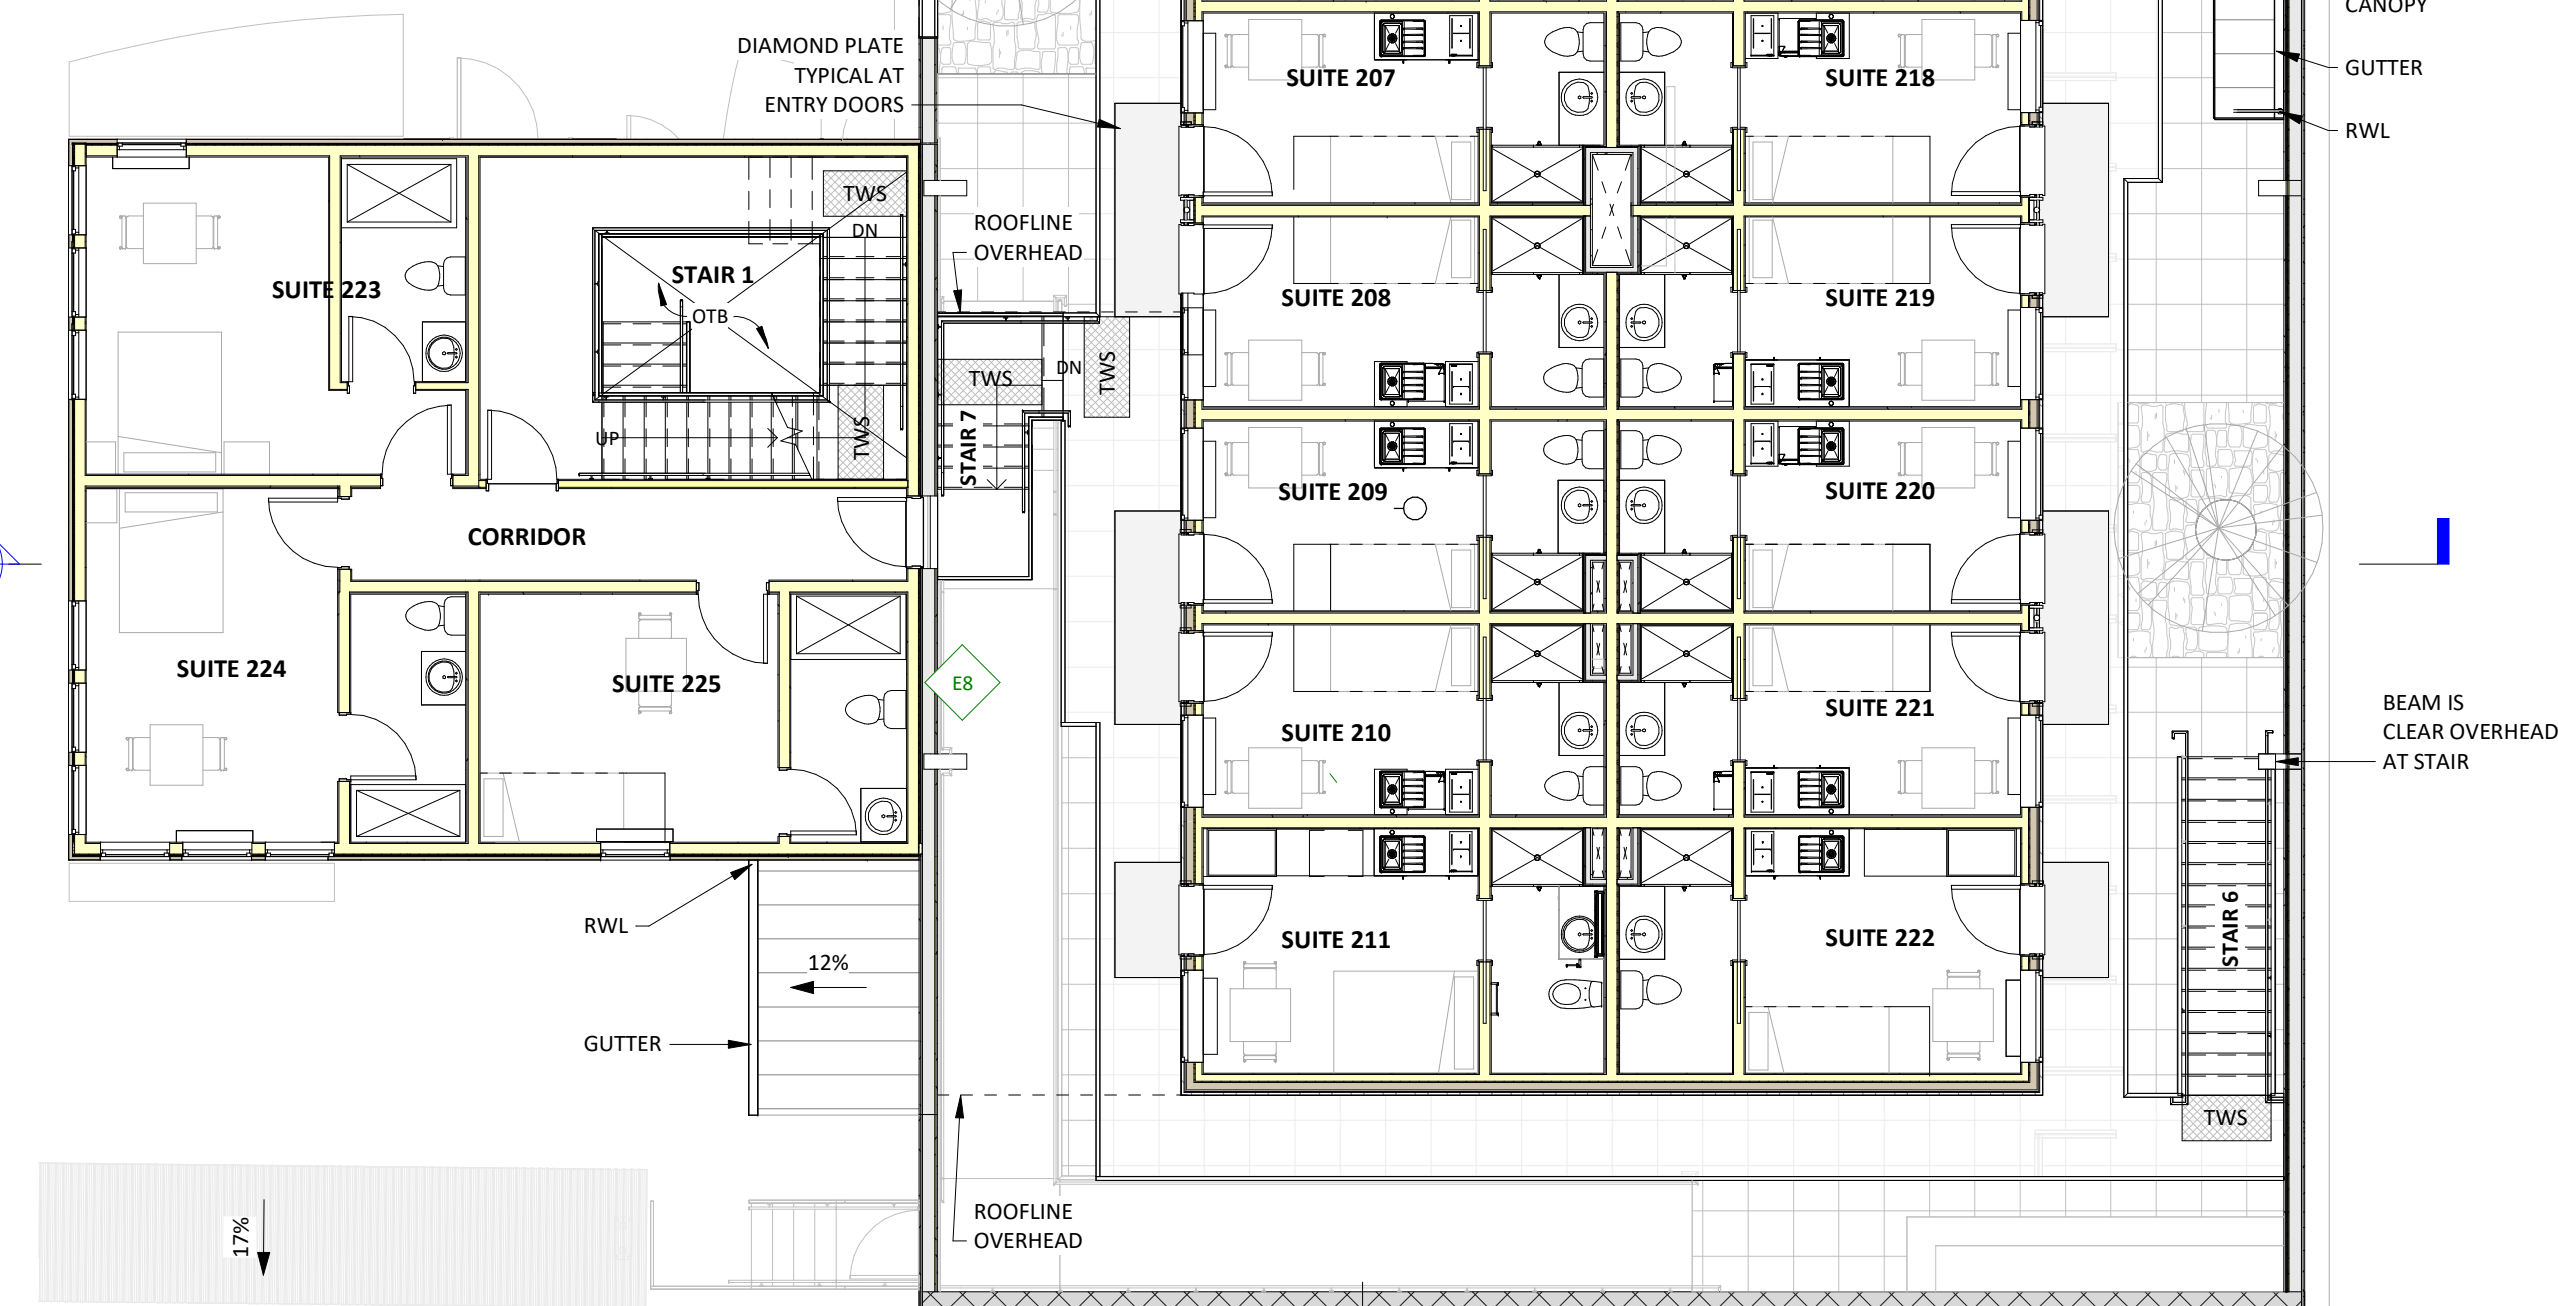 CANOPY
GUTTER
RWL
DIAMOND PLATE
TYPICAL AT
ENTRY DOORS
SUITE 207
SUITE 218
TWS
DN
ROOFLINE
OVERHEAD
STAIR 1
OTB
SUITE 223
SUITE 208
SUITE 219
TWS
DN
TWS
UP
TWS
STAIR 7
SUITE 209
SUITE 220
CORRIDOR
SUITE 224
SUITE 225
E8
SUITE 210
SUITE 221
BEAM IS
CLEAR OVERHEAD
AT STAIR
RWL
12%
SUITE 211
SUITE 222
STAIR 6
GUTTER
TWS
17%
ROOFLINE
OVERHEAD